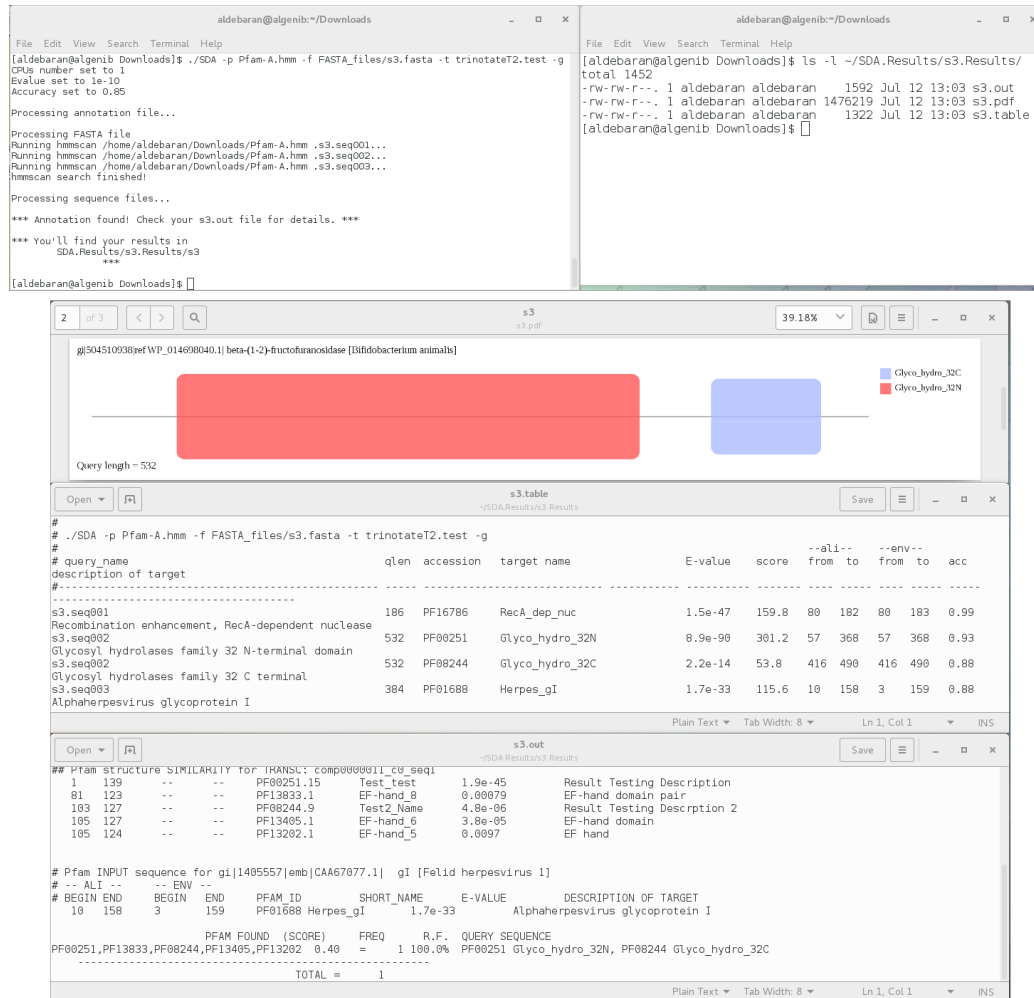 aldebaran@algenib:~/Downloads
File Edit View Search Terminal Help
[aldebaran@algenib Downloads]$ ./SDA -p Pfam-A.hmm -f FASTA_files/s3.fasta -t trinotateT2.test -g
CPUs number set to 1
Evalue set to 1e-10
Accuracy set to 0.85
Processing annotation file...
Processing FASTA file
Running hmmscan /home/aldebaran/Downloads/Pfam-A.hmm .s3.seq001...
Running hmmscan /home/aldebaran/Downloads/Pfam-A.hmm .s3.seq002...
Running hmmscan /home/aldebaran/Downloads/Pfam-A.hmm .s3.seq003...
hmmscan search finished!
Processing sequence files...
*** Annotation found! Check your s3.out file for details. ***
*** You'll find your results in
SDA.Results/s3.Results/s3
***
[aldebaran@algenib Downloads]$
aldebaran@algenib:~/Downloads
File Edit View Search Terminal Help
[aldebaran@algenib Downloads]$ ls -l ~/SDA.Results/s3.Results/
total 1452
-rw-rw-r--. 1 aldebaran aldebaran 1592 Jul 12 13:03 s3.out
-rw-rw-r--. 1 aldebaran aldebaran 1476219 Jul 12 13:03 s3.pdf
-rw-rw-r--. 1 aldebaran aldebaran 1322 Jul 12 13:03 s3.table
[aldebaran@algenib Downloads]$
2 of 3
s3
s3.pdf
39.18%
gi|504510938|ref WP_014698040.1| beta-(1-2)-fructofuranosidase [Bifidobacterium animalis]
Glyco_hydro_32C
Glyco_hydro_32N
Query length = 532
Open
s3.table
~/SDA.Results/s3.Results
Save
#
# ./SDA -p Pfam-A.hmm -f FASTA_files/s3.fasta -t trinotateT2.test -g
# --ali-- --env--
# query_name qlen accession target name E-value score from to from to acc
description of target
#---------------------------------------- ----- ---------- -------------------- ---------- --------- ------ ---- ---- ---- ---- -----
-------------------------------------
s3.seq001 186 PF16786 RecA_dep_nuc 1.5e-47 159.8 80 182 80 183 0.99
Recombination enhancement, RecA-dependent nuclease
s3.seq002 532 PF00251 Glyco_hydro_32N 8.9e-90 301.2 57 368 57 368 0.93
Glycosyl hydrolases family 32 N-terminal domain
s3.seq002 532 PF08244 Glyco_hydro_32C 2.2e-14 53.8 416 490 416 490 0.88
Glycosyl hydrolases family 32 C terminal
s3.seq003 384 PF01688 Herpes_gI 1.7e-33 115.6 10 158 3 159 0.88
Alphaherpesvirus glycoprotein I
Plain Text Tab Width: 8 Ln 1, Col 1 INS
Open
s3.out
~/SDA.Results/s3.Results
Save
## Pfam structure SIMILARITY for TRANSC: comp0000011_c0_seq1
1 139 -- -- PF00251.15 Test_test 1.9e-45 Result Testing Description
81 123 -- -- PF13833.1 EF-hand_8 0.00079 EF-hand domain pair
103 127 -- -- PF08244.9 Test2_Name 4.8e-06 Result Testing Descrption 2
105 127 -- -- PF13405.1 EF-hand_6 3.8e-05 EF-hand domain
105 124 -- -- PF13202.1 EF-hand_5 0.0097 EF hand
# Pfam INPUT sequence for gi|1405557|emb|CAA67077.1| gI [Felid herpesvirus 1]
# -- ALI -- -- ENV --
# BEGIN END BEGIN END PFAM_ID SHORT_NAME E-VALUE DESCRIPTION OF TARGET
10 158 3 159 PF01688 Herpes_gI 1.7e-33 Alphaherpesvirus glycoprotein I
PFAM FOUND (SCORE) FREQ R.F. QUERY SEQUENCE
PF00251,PF13833,PF08244,PF13405,PF13202 0.40 = 1 100.0% PF00251 Glyco_hydro_32N, PF08244 Glyco_hydro_32C
----------------------------------------------------
TOTAL = 1
Plain Text Tab Width: 8 Ln 1, Col 1 INS